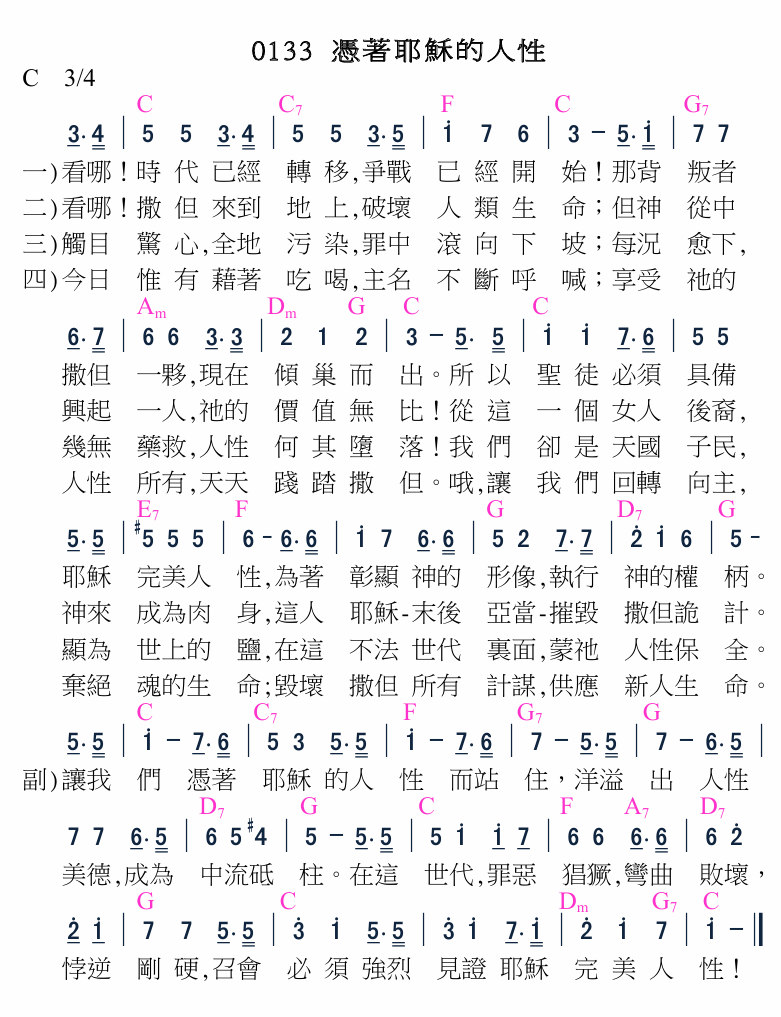 0133 憑著耶穌的人性
C 3/4
C C7 F C G7
3· 4 | 5 5 3· 4 | 5 5 3· 5 | i 7 6 | 3 – 5· i | 7 7
一)看哪!時代已經 轉移,爭戰 已經開 始!那背 叛者
二)看哪!撒但來到 地上,破壞 人類生 命;但神 從中
三)觸目 驚心,全地 污染,罪中 滾向下 坡;每況 愈下,
四)今日 惟有藉著 吃喝,主名 不斷呼 喊;享受 祂的
Am Dm G C C
6· 7 | 6 6 3· 3 | 2 1 2 | 3 – 5· 5 | i i 7· 6 | 5 5
撒但 一夥,現在 傾巢而 出。所以 聖徒必須 具備
興起 一人,祂的 價值無 比!從這 一個女人 後裔,
幾無 藥救,人性 何其墮 落!我們 卻是天國 子民,
人性 所有,天天 踐踏撒 但。哦,讓 我們回轉 向主,
E7 F G D7 G
5· 5 | #5 5 5 | 6 – 6· 6 | i 7 6· 6 | 5 2 7· 7 | 2̇ i 6 | 5 –
耶穌 完美人 性,為著 彰顯神的 形像,執行 神的權 柄。
神來 成為肉 身,這人 耶穌-末後 亞當-摧毀 撒但詭 計。
顯為 世上的 鹽,在這 不法世代 裏面,蒙祂 人性保 全。
棄絕 魂的生 命;毀壞 撒但所有 計謀,供應 新人生 命。
C C7 F G7 G
5· 5 | i – 7· 6 | 5 3 5· 5 | i – 7· 6 | 7 – 5· 5 | 7 – 6· 5 |
副)讓我 們 憑著 耶穌的人 性 而站 住,洋溢 出 人性
D7 G C F A7 D7
7 7 6· 5 | 6 5 #4 | 5 – 5· 5 | 5 i i 7 | 6 6 6· 6 | 6 2̇
美德,成為 中流砥 柱。在這 世代,罪惡 猖獗,彎曲 敗壞,
G C Dm G7 C
2̇ i | 7 7 5· 5 | 3̇ i 5· 5 | 3̇ i 7· i | 2̇ i 7 | i – ‖
悖逆 剛硬,召會 必須強烈 見證耶穌 完美人 性!